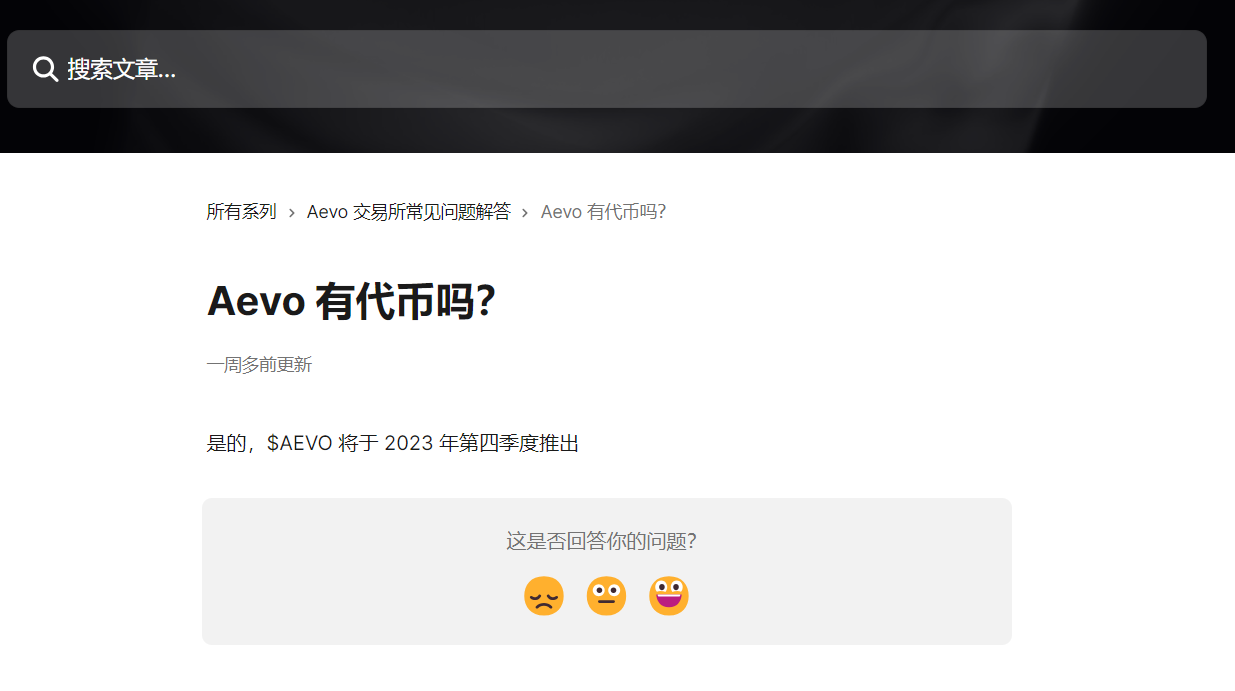 搜索文章...
所有系列 > Aevo 交易所常见问题解答 > Aevo 有代币吗?
Aevo 有代币吗?
一周多前更新
是的，$AEVO 将于 2023 年第四季度推出
这是否回答你的问题?